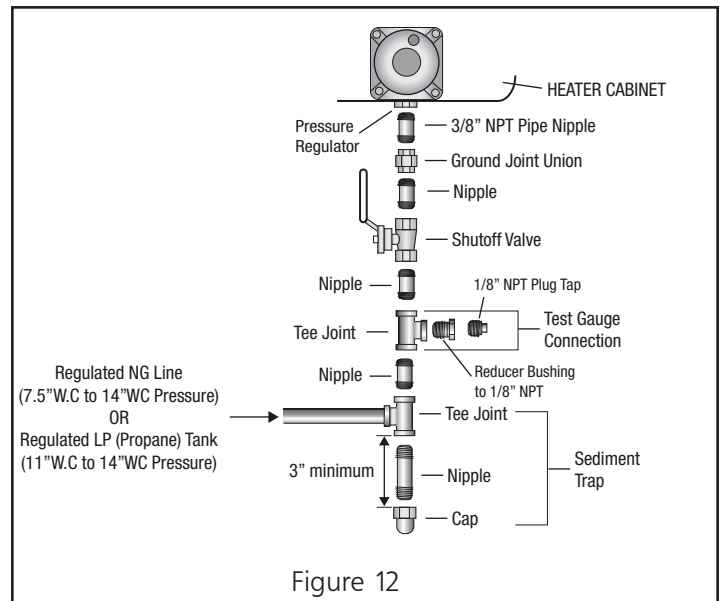 HEATER CABINET
Pressure
Regulator
3/8” NPT Pipe Nipple
Ground Joint Union
Nipple
Shutoff Valve
Nipple
1/8” NPT Plug Tap
Tee Joint
Test Gauge
Connection
Reducer Bushing
to 1/8” NPT
Nipple
Regulated NG Line
(7.5”W.C to 14”WC Pressure)
OR
Regulated LP (Propane) Tank
(11”W.C to 14”WC Pressure)
Tee Joint
3” minimum
Nipple
Sediment
Trap
Cap
Figure 12